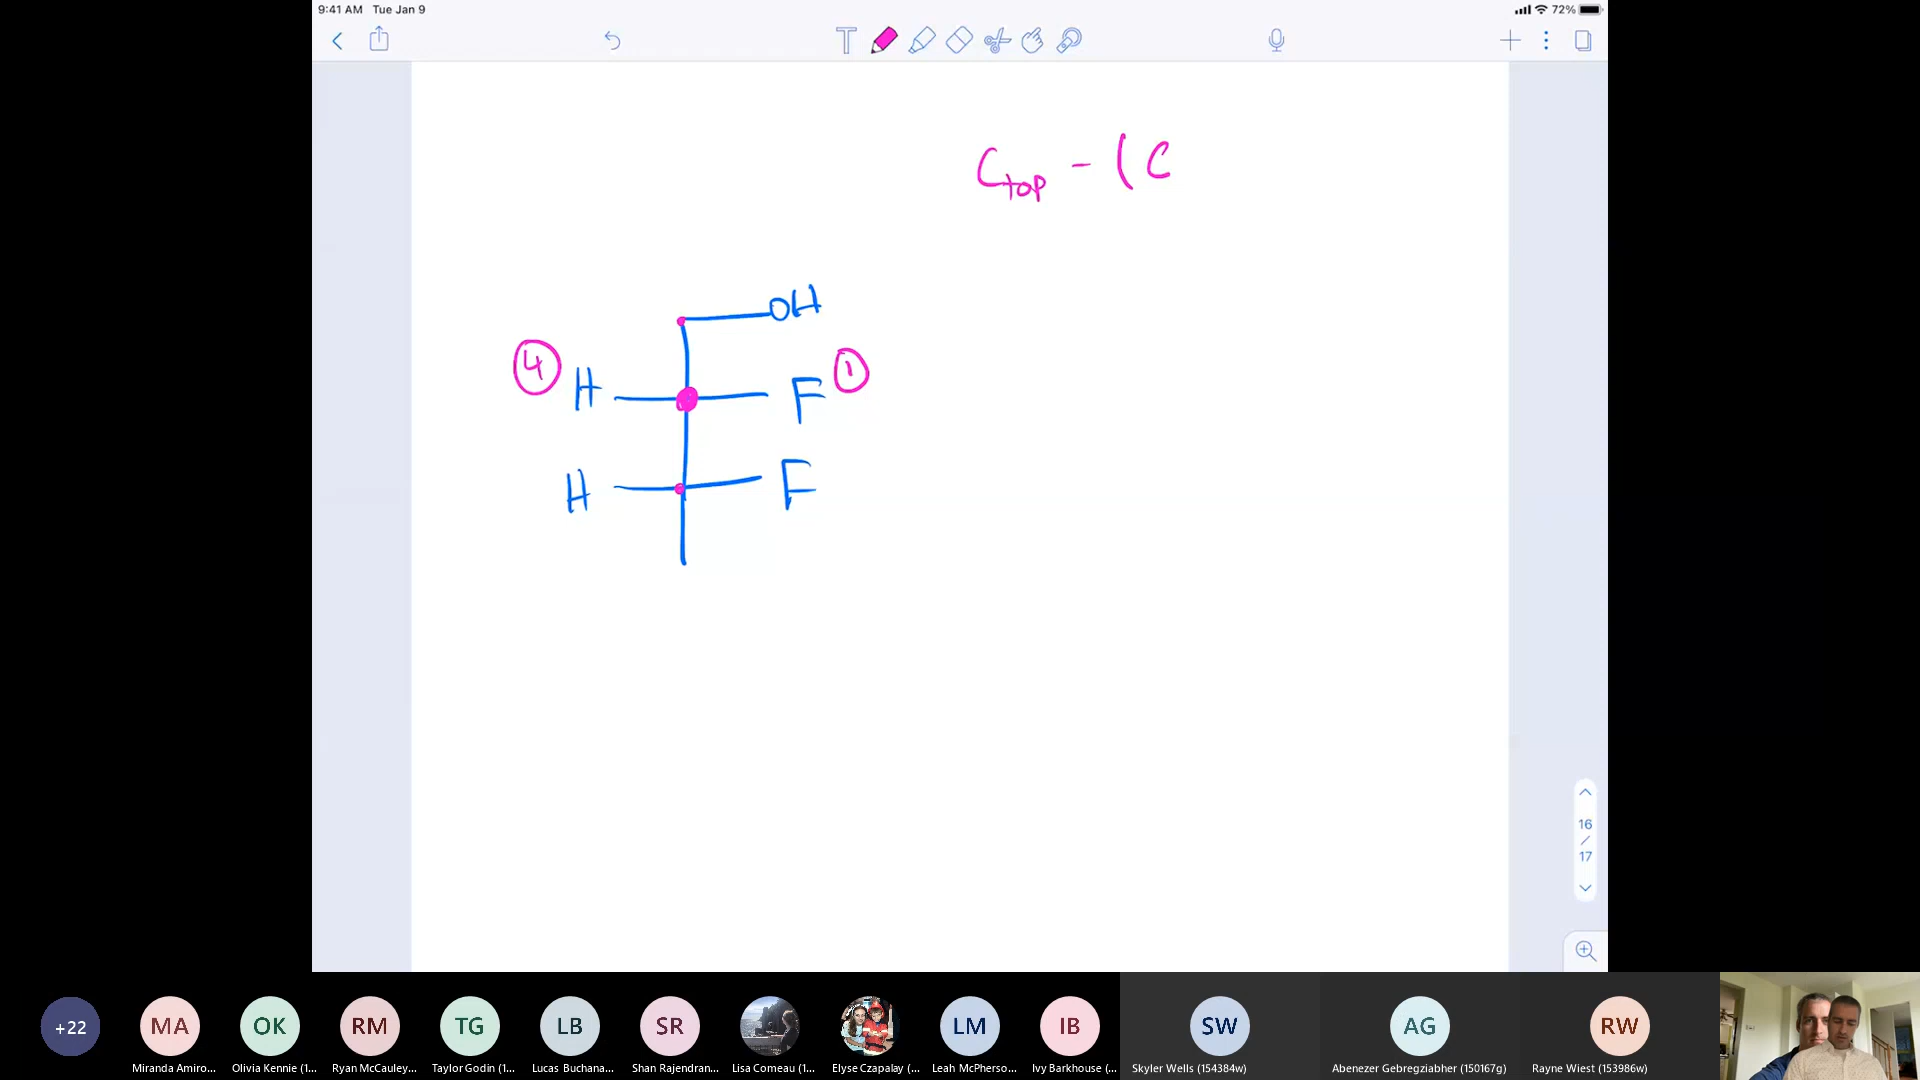 9:41 AM Tue Jan 9
72%
T
C top - ( C
OH
4 H F 1
H F
16
/
17
+22
MA OK RM TG LB SR LM IB SW AG RW
Miranda Amiro... Olivia Kennie (1... Ryan McCauley... Taylor Godin (1... Lucas Buchana... Shan Rajendran... Lisa Comeau (1... Elyse Czapalay (... Leah McPherso... Ivy Barkhouse (... Skyler Wells (154384w) Abenezer Gebregziabher (150167g) Rayne Wiest (153986w)